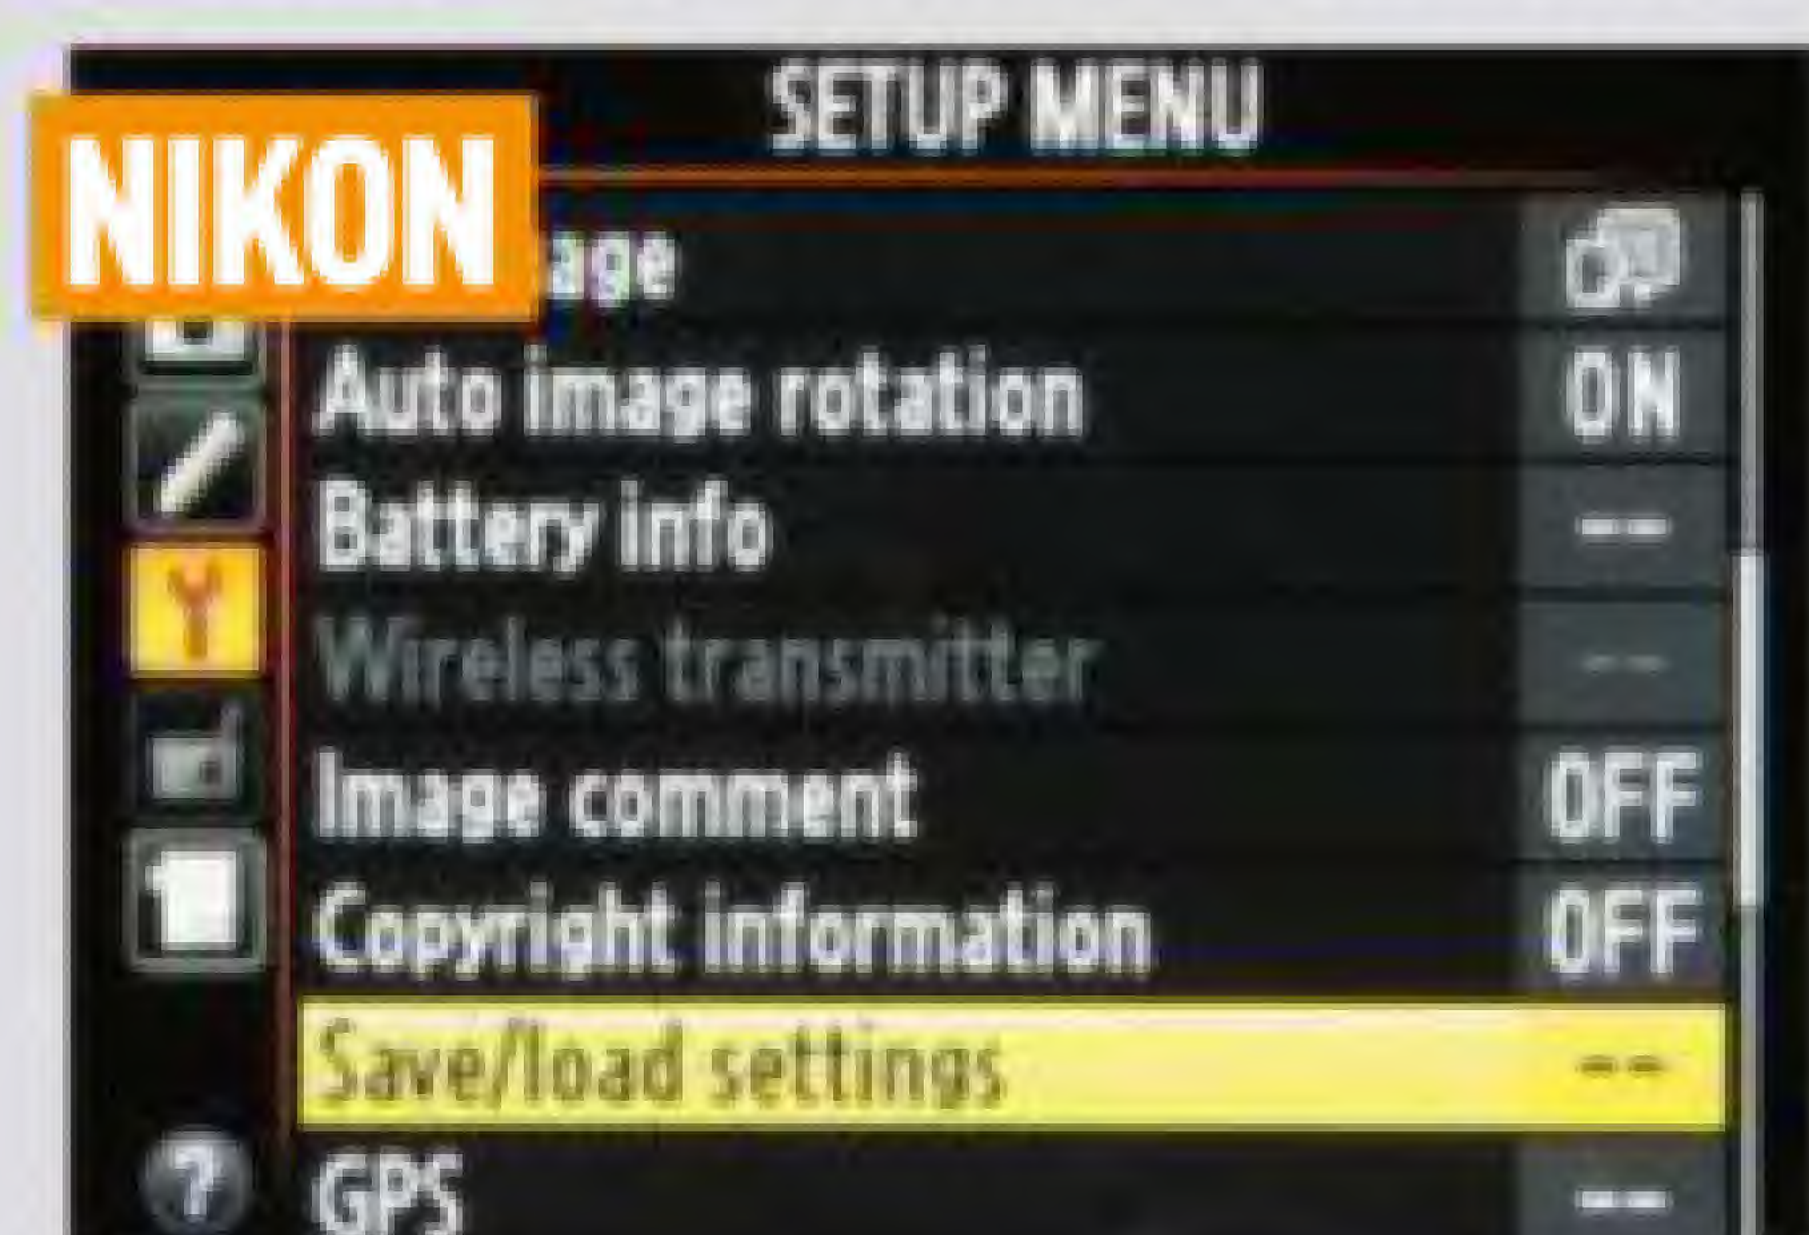 SETUP MENU
NIKON
age
Auto image rotation ON
Battery info --
Wireless transmitter --
Image comment OFF
Copyright information OFF
Save/load settings --
? GPS --